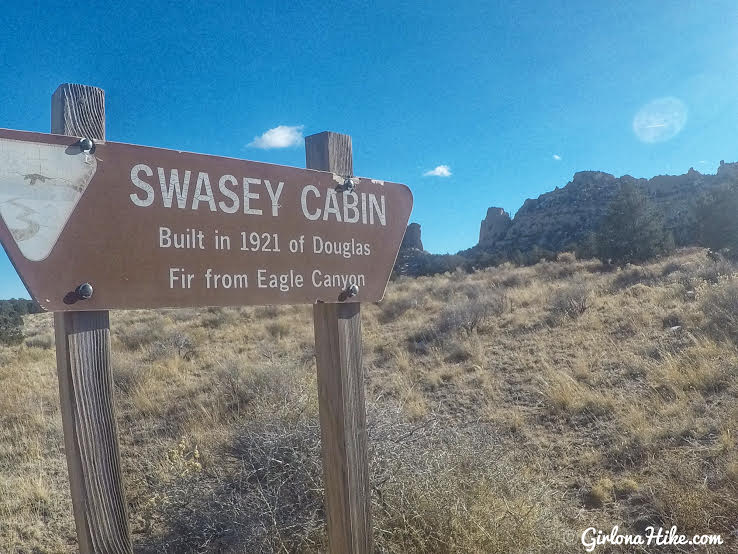 SWASEY CABIN
Built in 1921 of Douglas
Fir from Eagle Canyon
GirlonaHike.com